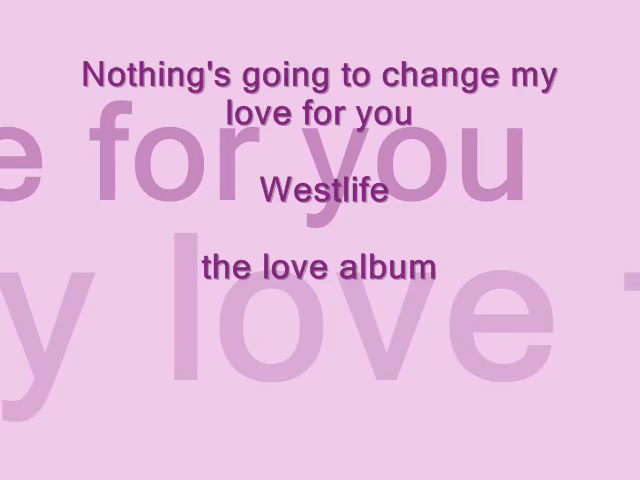 Nothing's going to change my
love for you
Westlife
the love album
e for you
y love